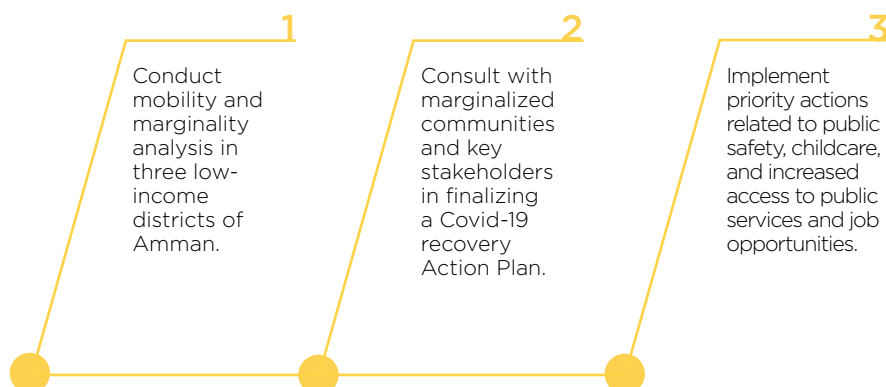 1
Conduct
mobility and
marginality
analysis in
three low-
income
districts of
Amman.
2
Consult with
marginalized
communities
and key
stakeholders
in finalizing
a Covid-19
recovery
Action Plan.
3
Implement
priority actions
related to public
safety, childcare,
and increased
access to public
services and job
opportunities.